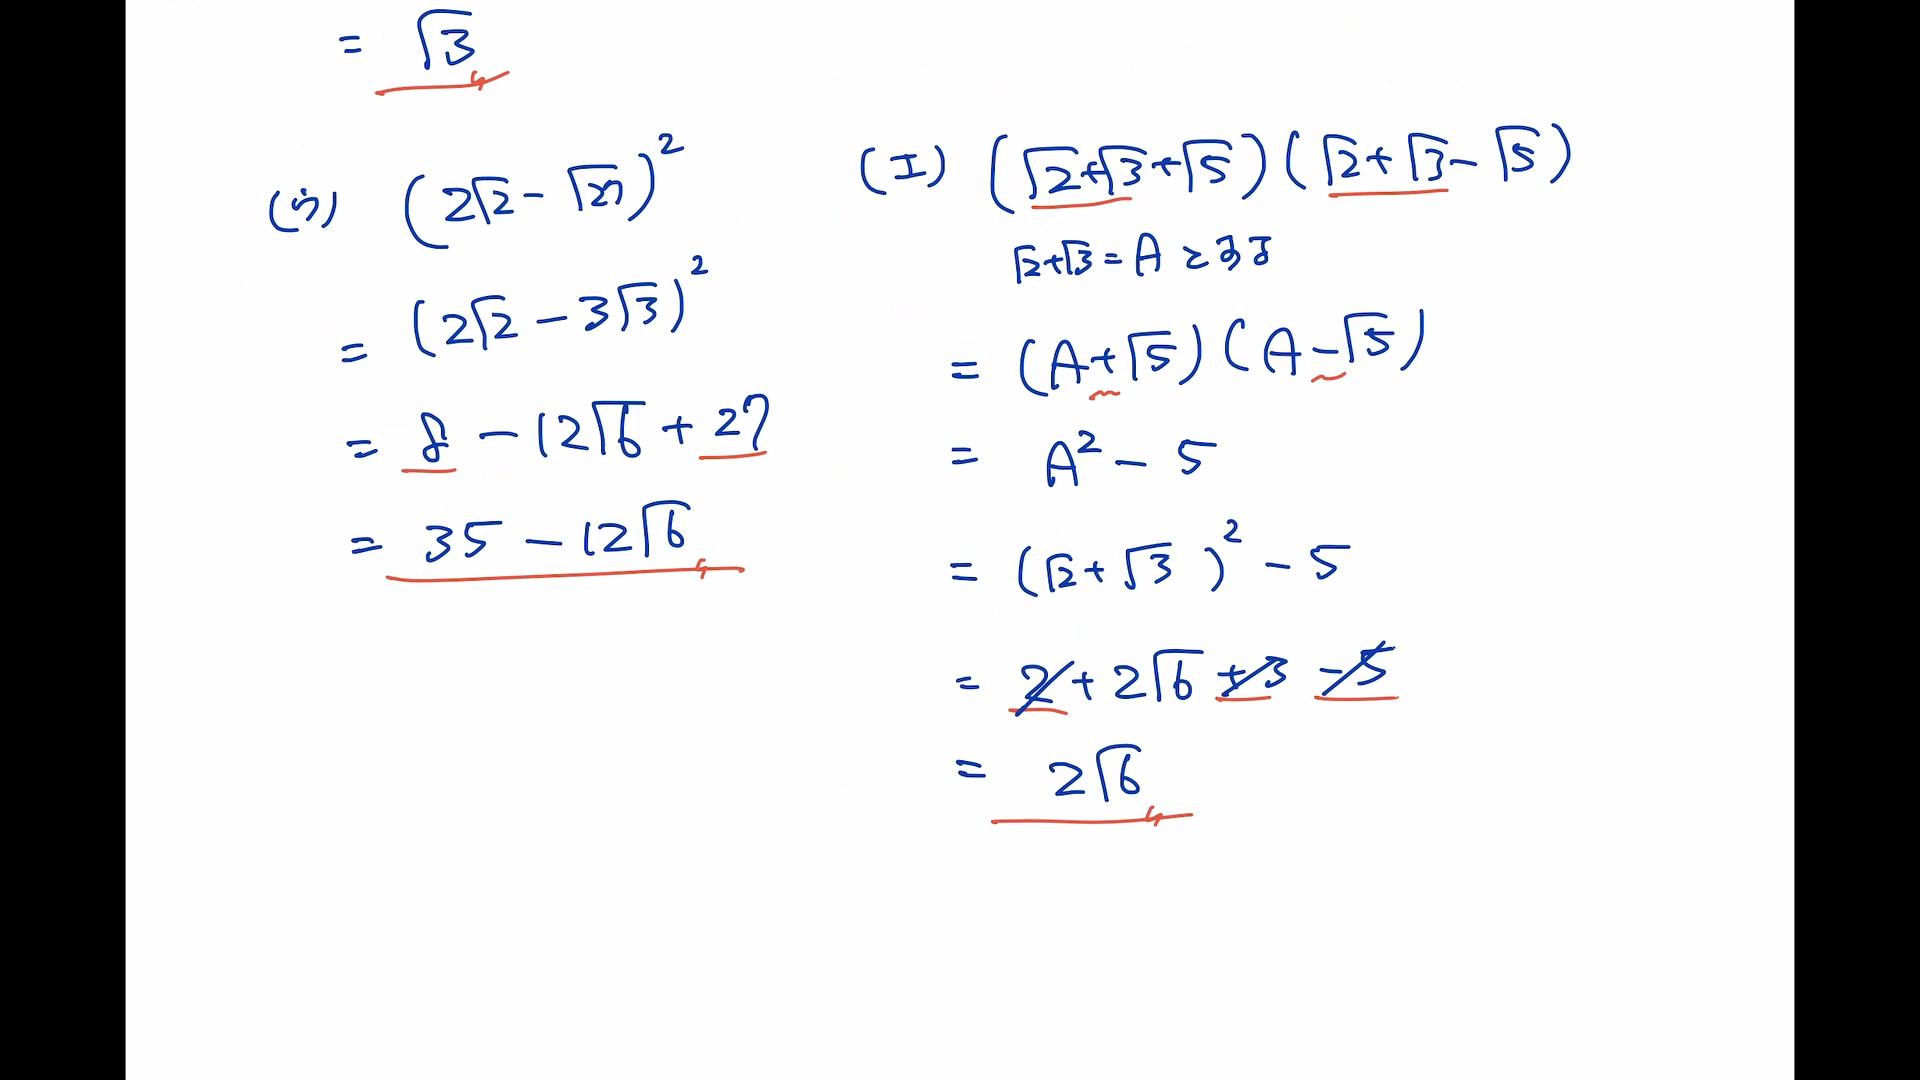 = √3
(ウ) (2√2 - √27)²
= (2√2 - 3√3)²
= 8 - 12√6 + 27
= 35 - 12√6
(エ) (√2+√3+√5)(√2+√3-√5)
√2+√3 = A とする
= (A+√5)(A-√5)
= A² - 5
= (√2+√3)² - 5
= 2 + 2√6 + 3 - 5
= 2√6